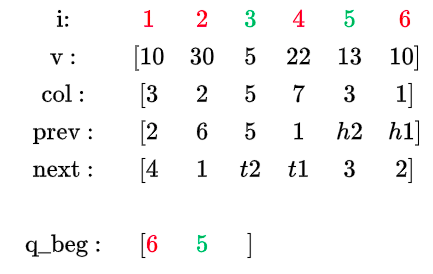 i: 1 2 3 4 5 6
v : [10 30 5 22 13 10]
col : [3 2 5 7 3 1]
prev : [2 6 5 1 h2 h1]
next : [4 1 t2 t1 3 2]
q_beg : [6 5 ]